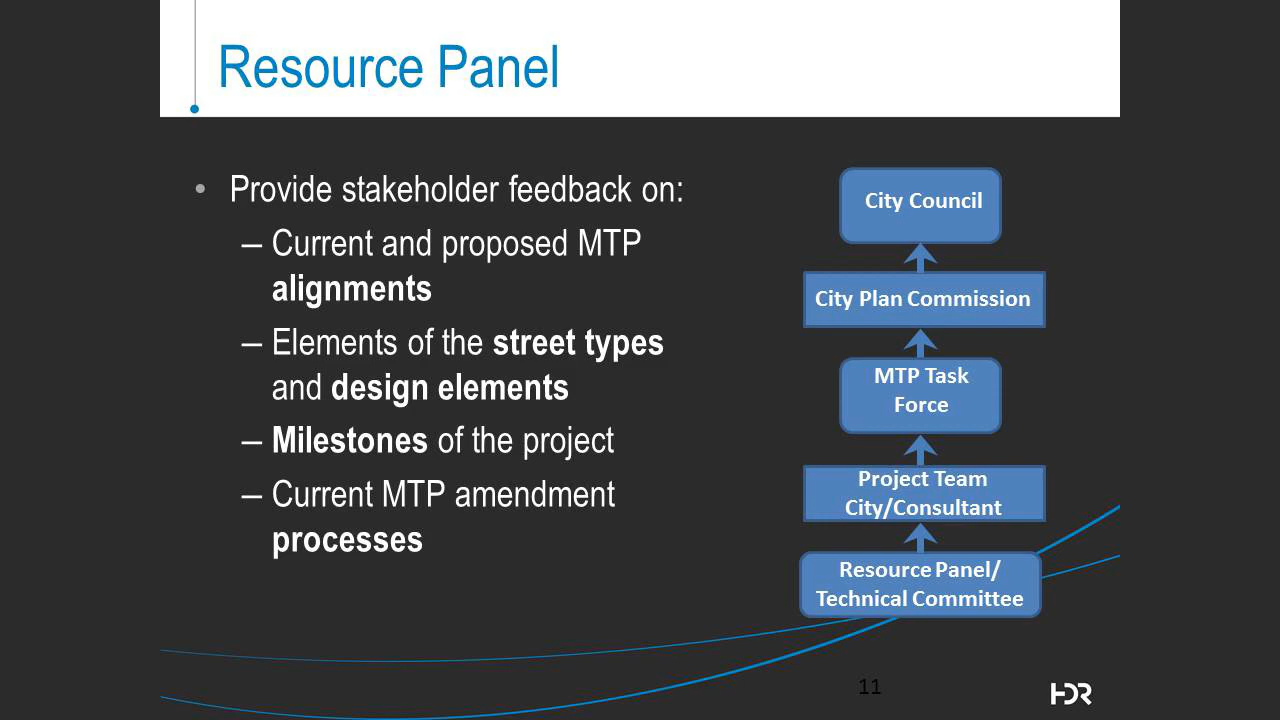 Resource Panel
• Provide stakeholder feedback on:
– Current and proposed MTP
alignments
– Elements of the street types
and design elements
– Milestones of the project
– Current MTP amendment
processes
City Council
City Plan Commission
MTP Task
Force
Project Team
City/Consultant
Resource Panel/
Technical Committee
11
HDR